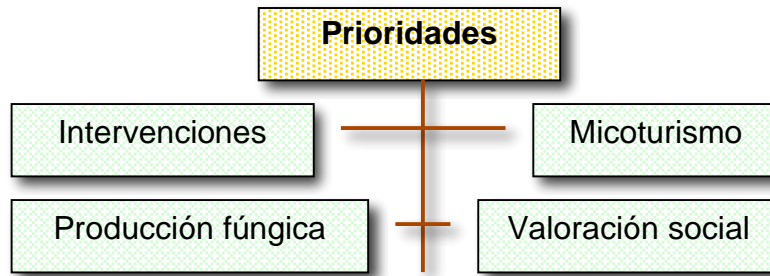 Prioridades
Intervenciones
Micoturismo
Producción fúngica
Valoración social